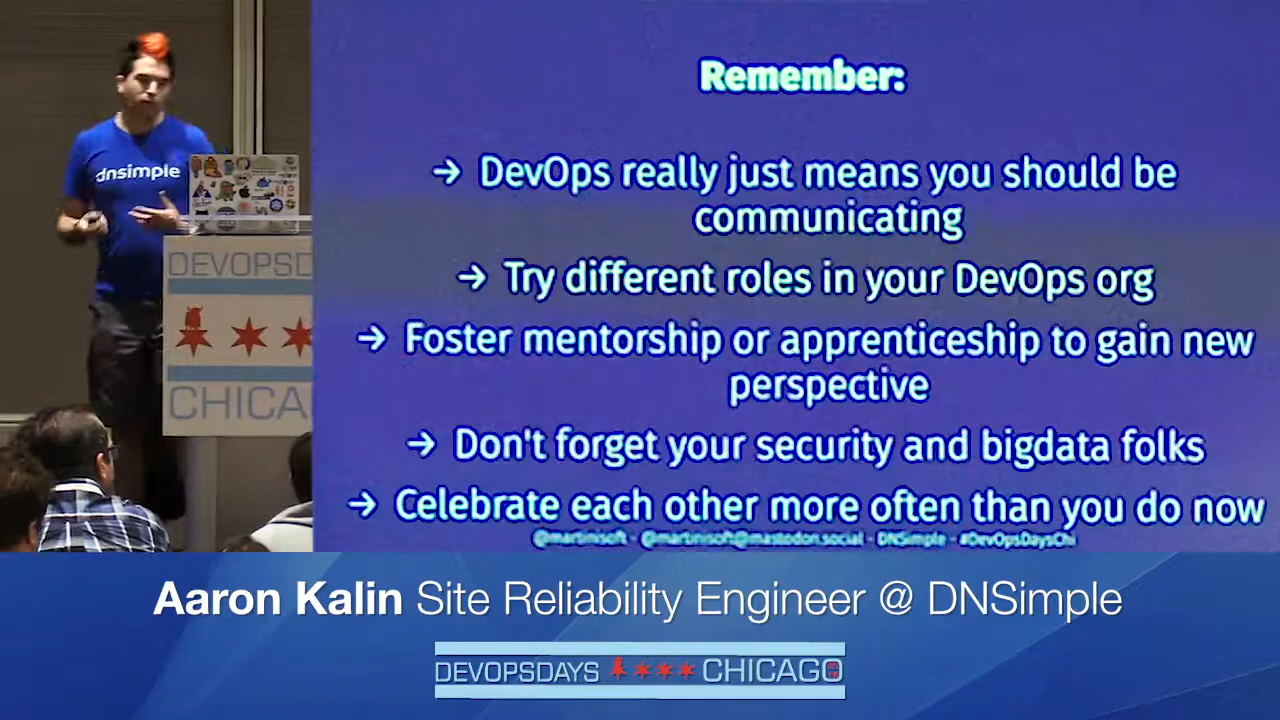 Remember:
→ DevOps really just means you should be
communicating
→ Try different roles in your DevOps org
→ Foster mentorship or apprenticeship to gain new
perspective
→ Don't forget your security and bigdata folks
→ Celebrate each other more often than you do now
@martinisoft - @martinisoft@mastodon.social - DNSimple - #DevOpsDaysChi
dnsimple
DEVOPSD
CHICA
Aaron Kalin Site Reliability Engineer @ DNSimple
DEVOPSDAYS CHICAGO